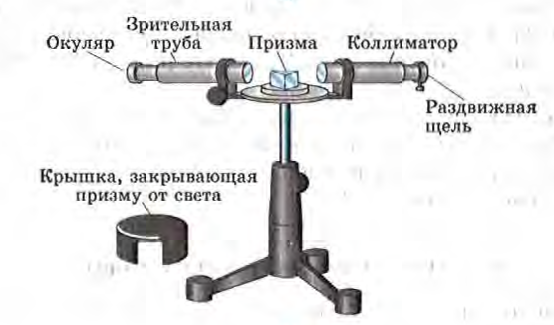 Зрительная
труба
Окуляр
Призма
Коллиматор
Раздвижная
щель
Крышка, закрывающая
призму от света